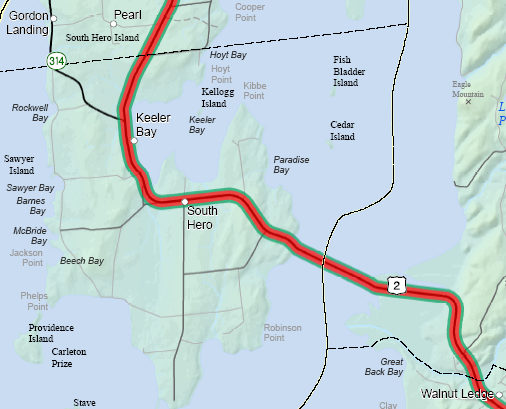 Cooper
Point
Pearl
Gordon
Landing
South Hero Island
314
Hoyt Bay
Hoyt
Point
Fish
Bladder
Island
Kibbe
Point
Kellogg
Island
Eagle
Mountain
Rockwell
Bay
Keeler
Bay
Keeler
Bay
Cedar
Island
L
P
Sawyer
Island
Paradise
Bay
Sawyer Bay
Barnes
Bay
South
Hero
McBride
Bay
Jackson
Point
Beech Bay
2
Phelps
Point
Providence
Island
Robinson
Point
Carleton
Prize
Great
Back Bay
Walnut Ledge
Stave
Clay